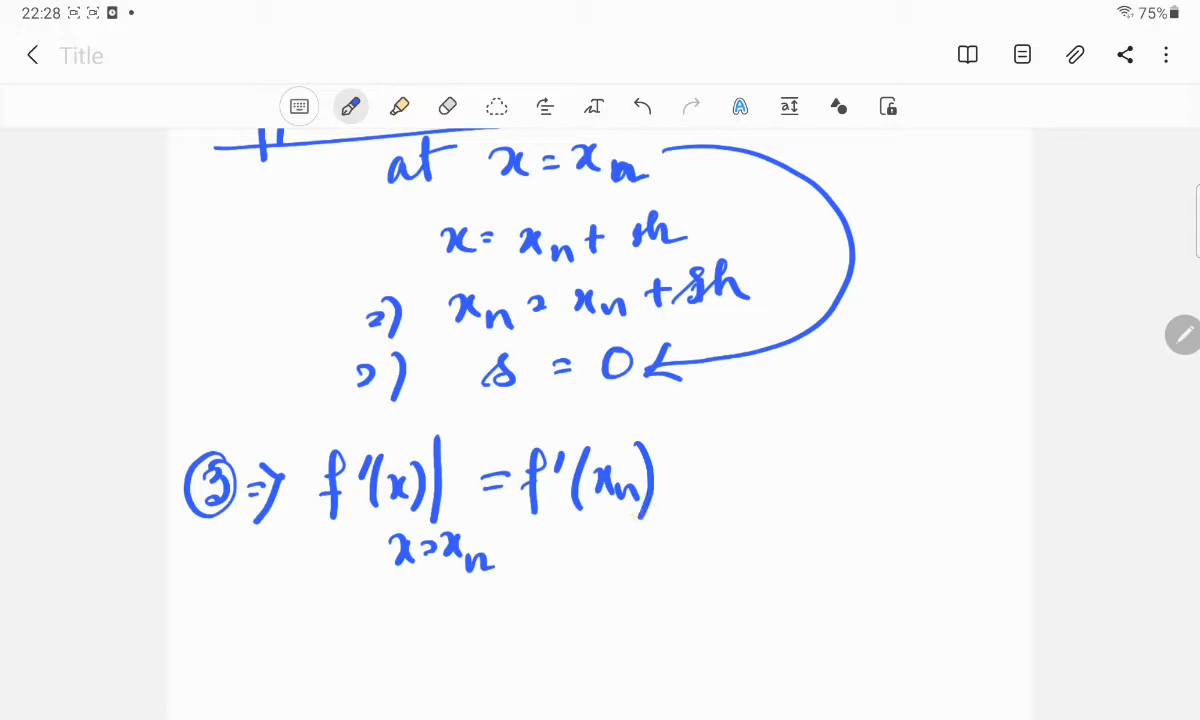 22:28 75%
Title
at x = xₙ
x = xₙ + sh
=) xₙ = xₙ + sh
=) s = 0
③ => f'(x)| = f'(xₙ)
x = xₙ